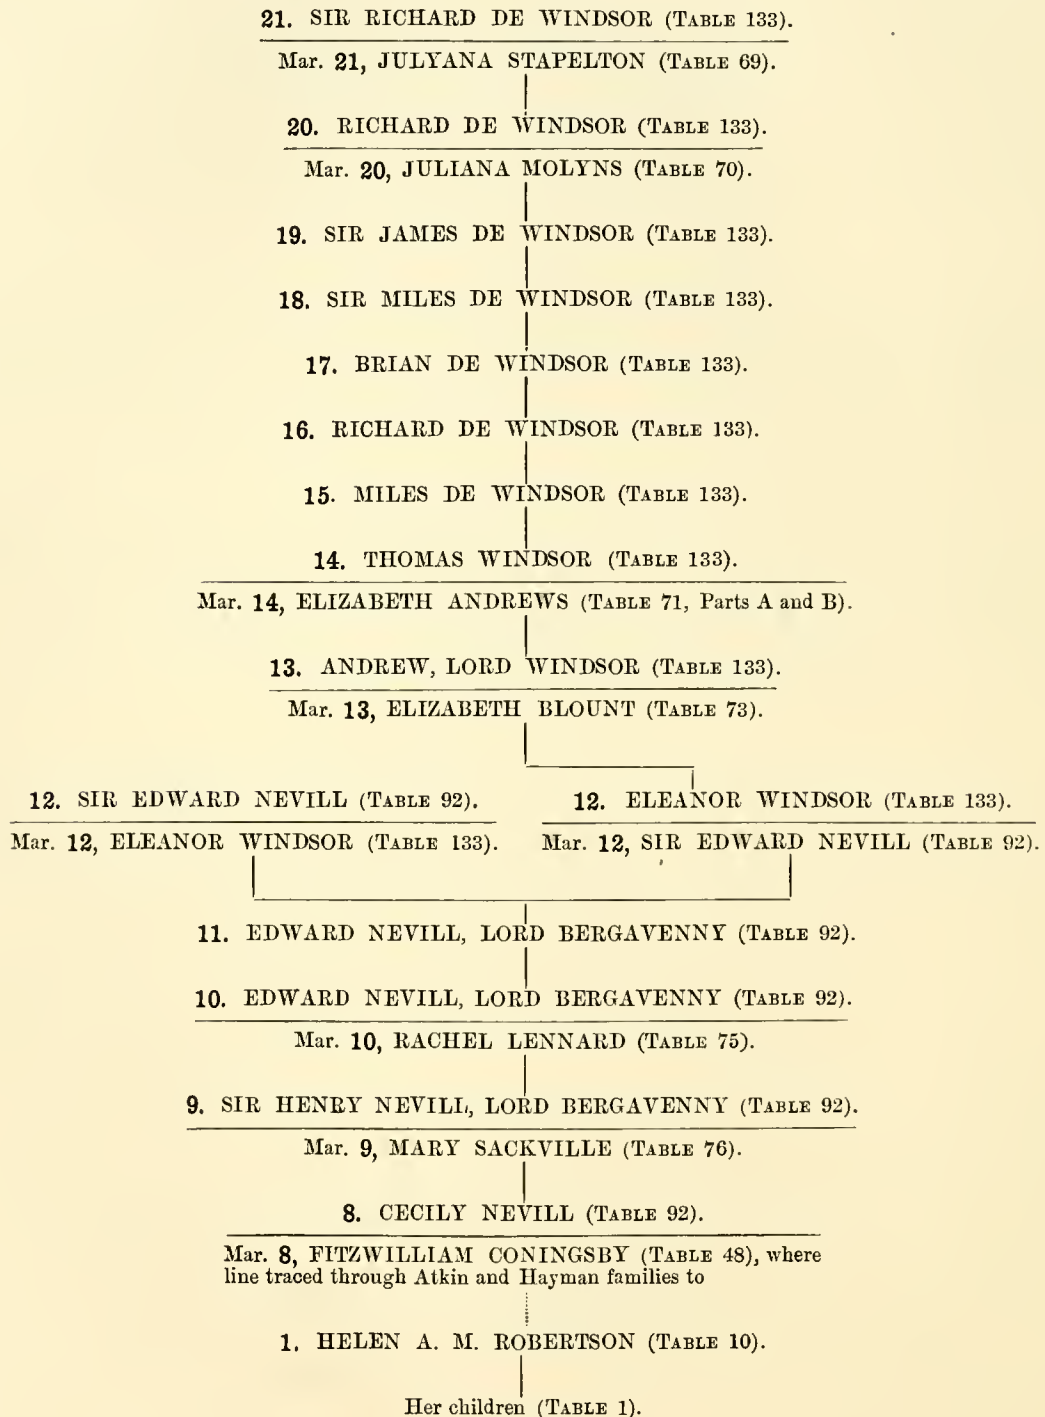 21. SIR RICHARD DE WINDSOR (TABLE 133).
Mar. 21, JULYANA STAPELTON (TABLE 69).
20. RICHARD DE WINDSOR (TABLE 133).
Mar. 20, JULIANA MOLYNS (TABLE 70).
19. SIR JAMES DE WINDSOR (TABLE 133).
18. SIR MILES DE WINDSOR (TABLE 133).
17. BRIAN DE WINDSOR (TABLE 133).
16. RICHARD DE WINDSOR (TABLE 133).
15. MILES DE WINDSOR (TABLE 133).
14. THOMAS WINDSOR (TABLE 133).
Mar. 14, ELIZABETH ANDREWS (TABLE 71, Parts A and B).
13. ANDREW, LORD WINDSOR (TABLE 133).
Mar. 13, ELIZABETH BLOUNT (TABLE 73).
12. SIR EDWARD NEVILL (TABLE 92).
Mar. 12, ELEANOR WINDSOR (TABLE 133).
12. ELEANOR WINDSOR (TABLE 133).
Mar. 12, SIR EDWARD NEVILL (TABLE 92).
11. EDWARD NEVILL, LORD BERGAVENNY (TABLE 92).
10. EDWARD NEVILL, LORD BERGAVENNY (TABLE 92).
Mar. 10, RACHEL LENNARD (TABLE 75).
9. SIR HENRY NEVILL, LORD BERGAVENNY (TABLE 92).
Mar. 9, MARY SACKVILLE (TABLE 76).
8. CECILY NEVILL (TABLE 92).
Mar. 8, FITZWILLIAM CONINGSBY (TABLE 48), where
line traced through Atkin and Hayman families to
1. HELEN A. M. ROBERTSON (TABLE 10).
Her children (TABLE 1).